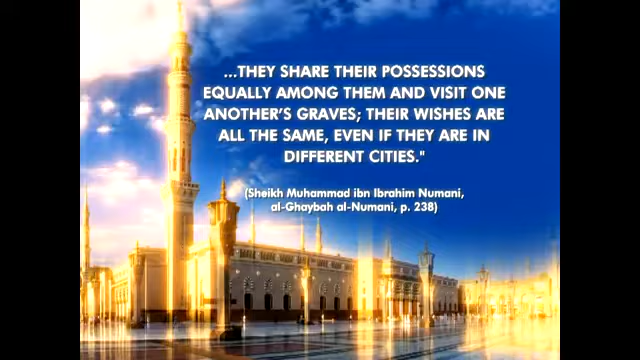 ...THEY SHARE THEIR POSSESSIONS
EQUALLY AMONG THEM AND VISIT ONE
ANOTHER'S GRAVES; THEIR WISHES ARE
ALL THE SAME, EVEN IF THEY ARE IN
DIFFERENT CITIES."
(Sheikh Muhammad ibn Ibrahim Numani,
al-Ghaybah al-Numani, p. 238)